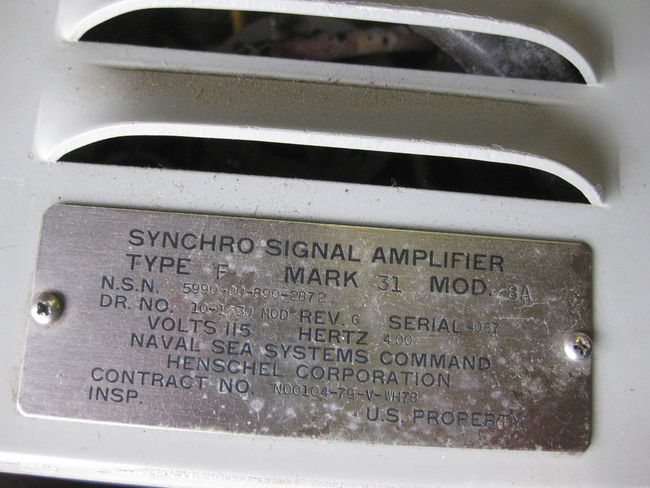 SYNCHRO SIGNAL AMPLIFIER
TYPE F MARK 31 MOD. 8A
N.S.N. 5990-00-890-2872
DR. NO. 10-1630 MOD REV. G SERIAL 4067
VOLTS 115 HERTZ 400
NAVAL SEA SYSTEMS COMMAND
HENSCHEL CORPORATION
CONTRACT NO. N00104-79-V-WH78
INSP. U.S. PROPERTY